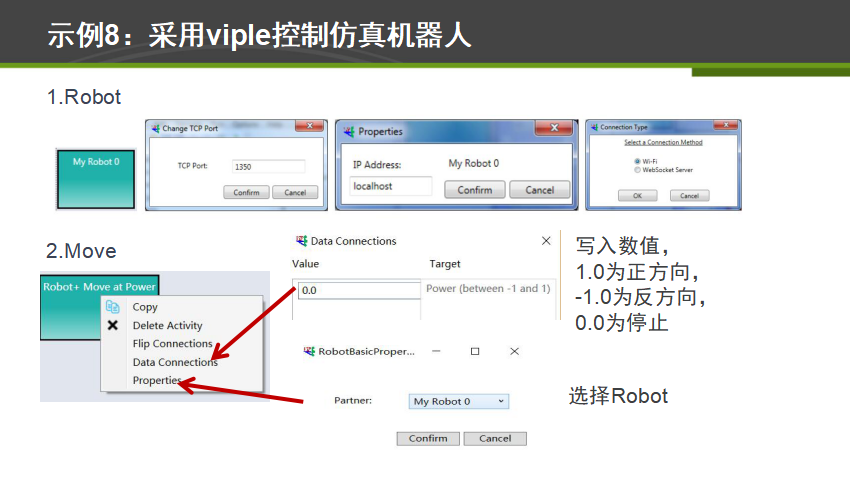 示例8：采用viple控制仿真机器人
1.Robot
My Robot 0
Change TCP Port
TCP Port:
1350
Confirm
Cancel
Properties
IP Address:
My Robot 0
localhost
Confirm
Cancel
Connection Type
Select a Connection Method
Wi-Fi
WebSocket Server
OK
Cancel
2.Move
Robot+ Move at Power
Copy
Delete Activity
Flip Connections
Data Connections
Properties
Data Connections
Value
Target
0.0
Power (between -1 and 1)
写入数值，
1.0为正方向，
-1.0为反方向，
0.0为停止
RobotBasicProper...
Partner:
My Robot 0
Confirm
Cancel
选择Robot